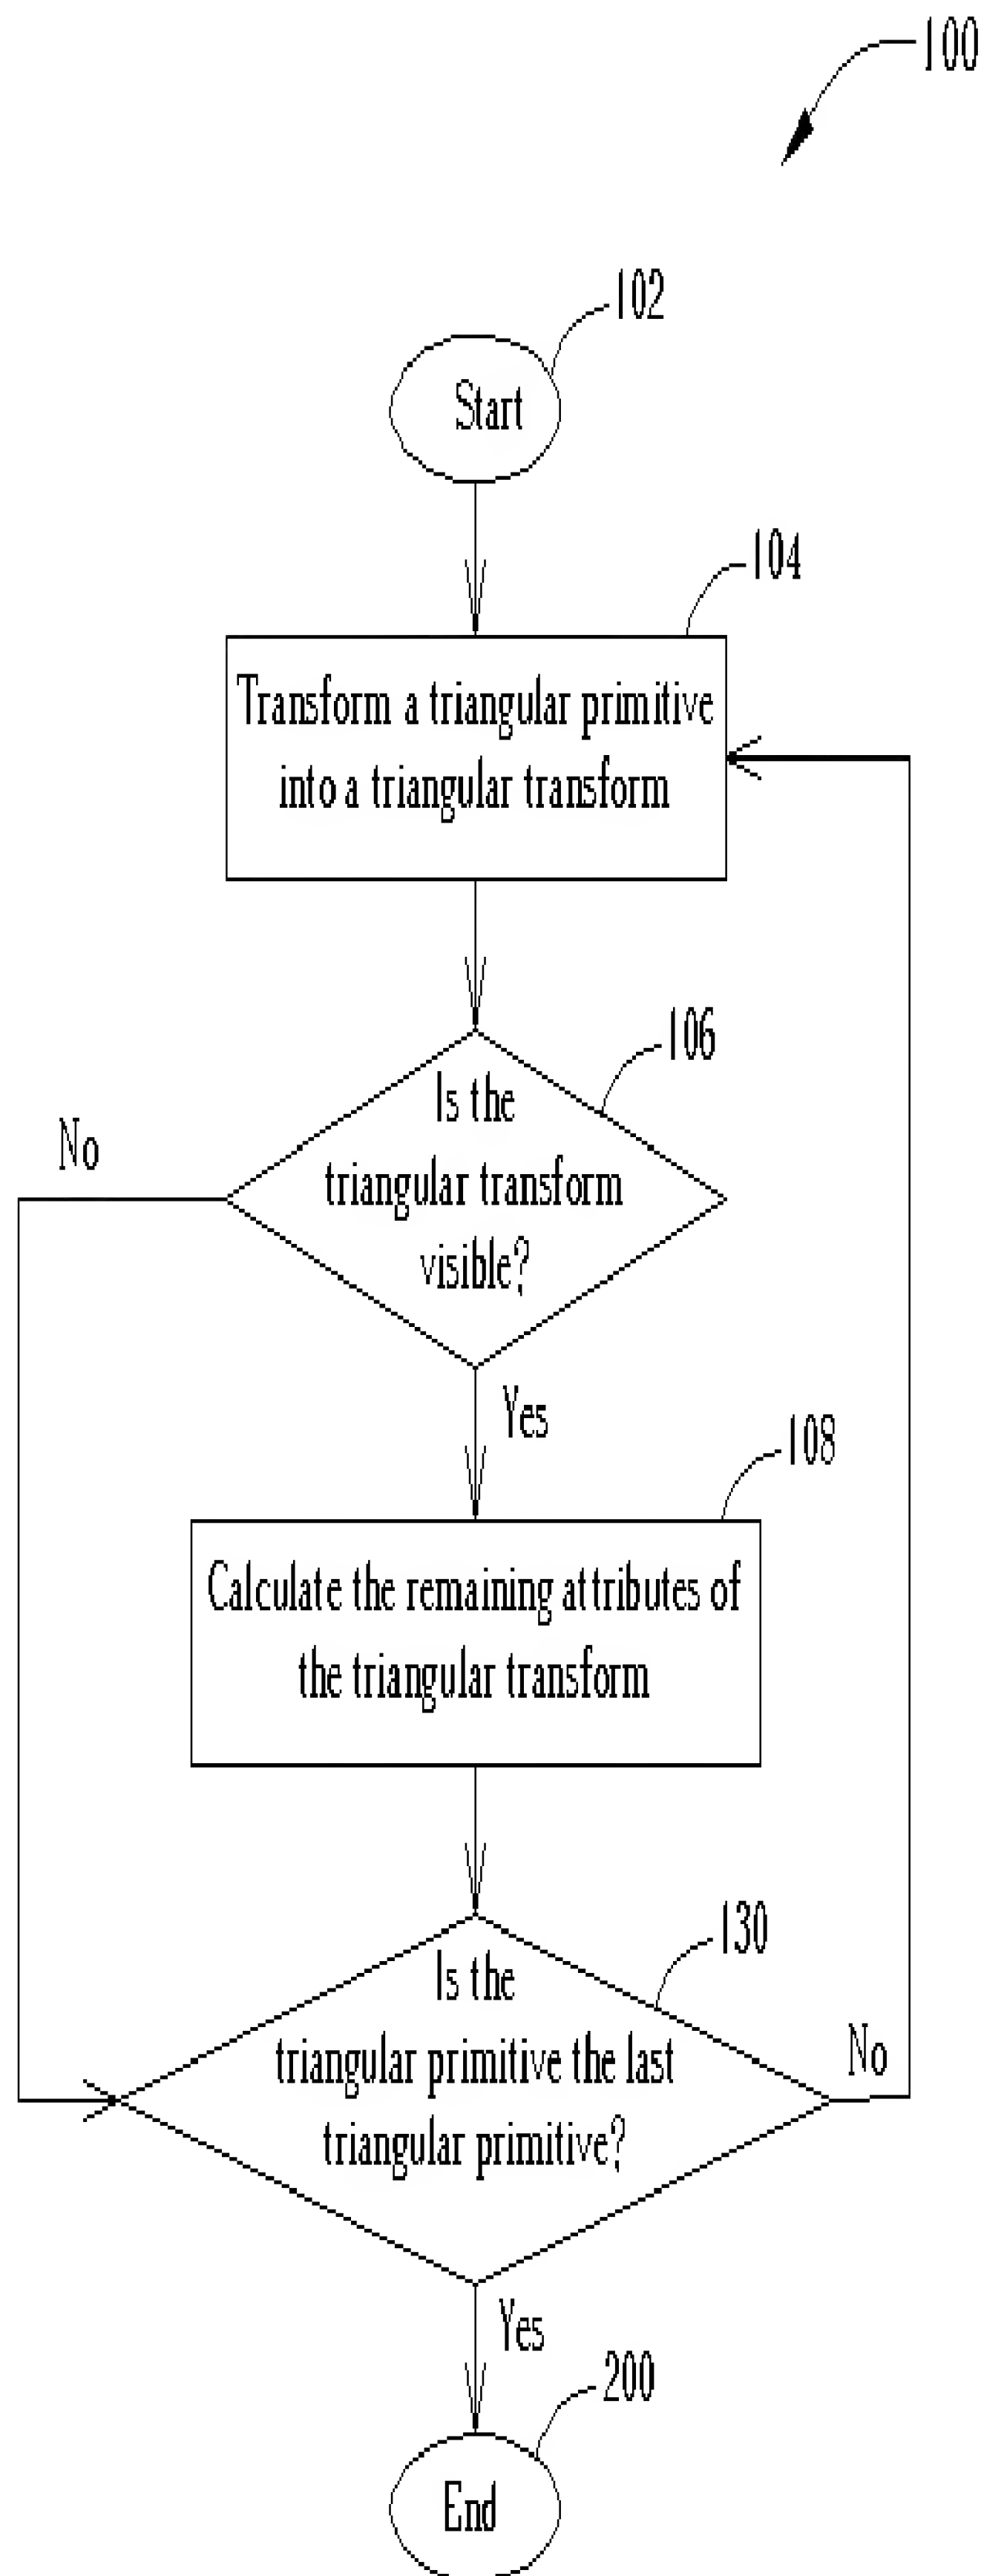 100
102
Start
104
Transform a triangular primitive
into a triangular transform
106
Is the
triangular transform
visible?
No
Yes
108
Calculate the remaining attributes of
the triangular transform
130
Is the
triangular primitive the last
triangular primitive?
No
Yes
200
End